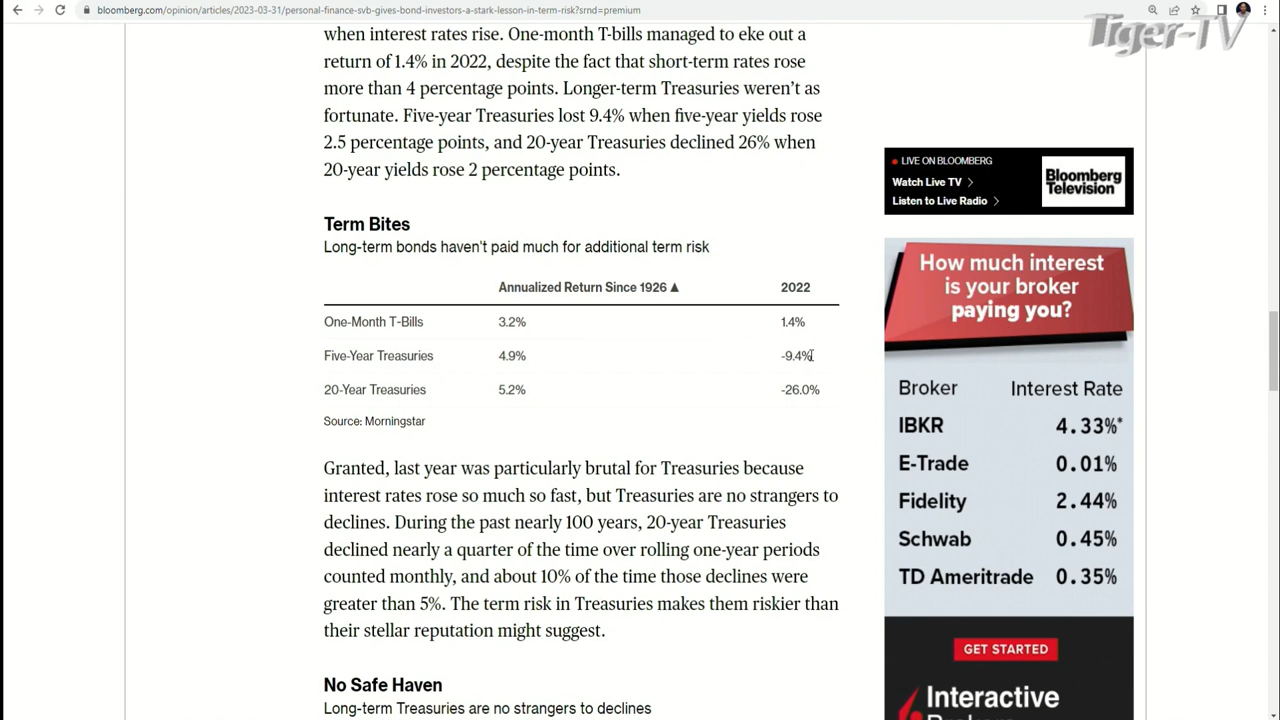 bloomberg.com/opinion/articles/2023-03-31/personal-finance-svb-gives-bond-investors-a-stark-lesson-in-term-risk?srnd=premium
Tiger-TV
when interest rates rise. One-month T-bills managed to eke out a
return of 1.4% in 2022, despite the fact that short-term rates rose
more than 4 percentage points. Longer-term Treasuries weren't as
fortunate. Five-year Treasuries lost 9.4% when five-year yields rose
2.5 percentage points, and 20-year Treasuries declined 26% when
20-year yields rose 2 percentage points.
Term Bites
Long-term bonds haven't paid much for additional term risk
Annualized Return Since 1926 ▲ 2022
One-Month T-Bills 3.2% 1.4%
Five-Year Treasuries 4.9% -9.4%
20-Year Treasuries 5.2% -26.0%
Source: Morningstar
Granted, last year was particularly brutal for Treasuries because
interest rates rose so much so fast, but Treasuries are no strangers to
declines. During the past nearly 100 years, 20-year Treasuries
declined nearly a quarter of the time over rolling one-year periods
counted monthly, and about 10% of the time those declines were
greater than 5%. The term risk in Treasuries makes them riskier than
their stellar reputation might suggest.
No Safe Haven
Long-term Treasuries are no strangers to declines
LIVE ON BLOOMBERG
Watch Live TV >
Listen to Live Radio >
Bloomberg
Television
How much interest
is your broker
paying you?
Broker Interest Rate
IBKR 4.33%*
E-Trade 0.01%
Fidelity 2.44%
Schwab 0.45%
TD Ameritrade 0.35%
GET STARTED
Interactive